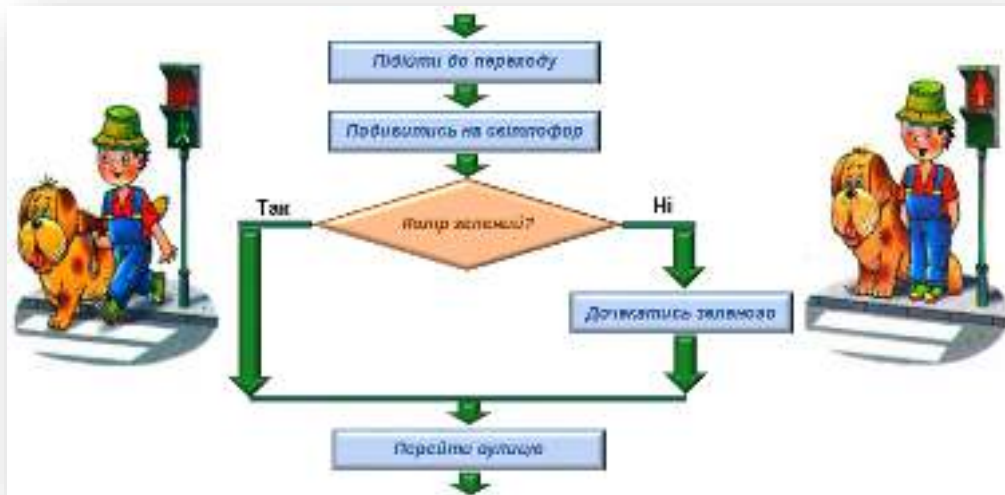 Підійти до переходу
Подивитись на світлофор
Колір зелений?
Так
Ні
Дочекатись зеленого
Перейти вулицю